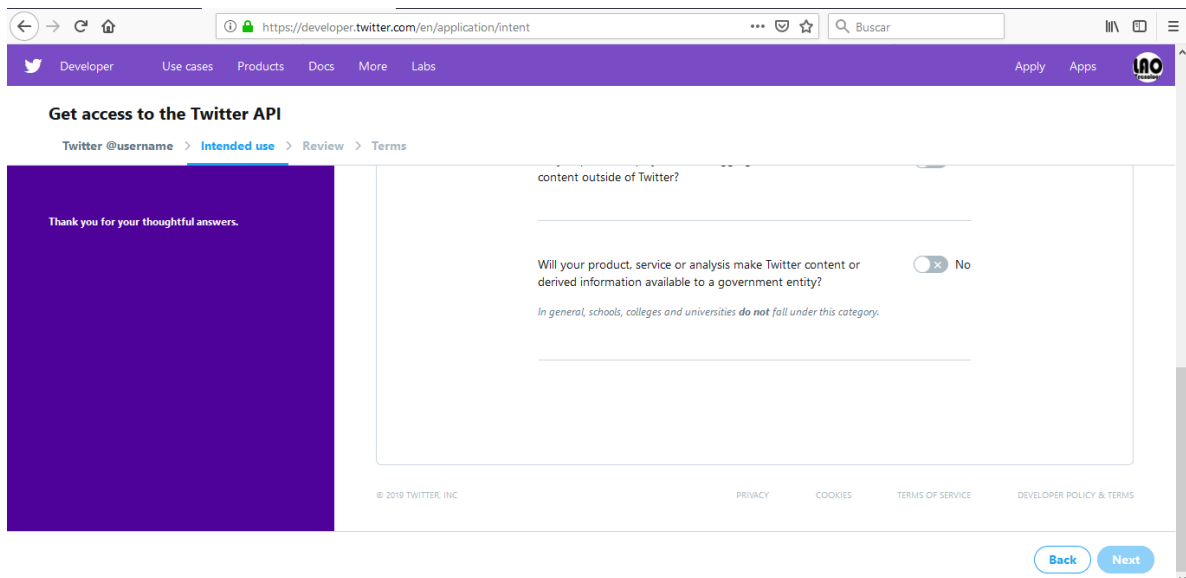 https://developer.twitter.com/en/application/intent
Buscar
Developer
Use cases
Products
Docs
More
Labs
Apply
Apps
LAO
Get access to the Twitter API
Twitter @username > Intended use > Review > Terms
content outside of Twitter?
Thank you for your thoughtful answers.
Will your product, service or analysis make Twitter content or
derived information available to a government entity?
No
In general, schools, colleges and universities do not fall under this category.
© 2019 TWITTER, INC
PRIVACY
COOKIES
TERMS OF SERVICE
DEVELOPER POLICY & TERMS
Back
Next